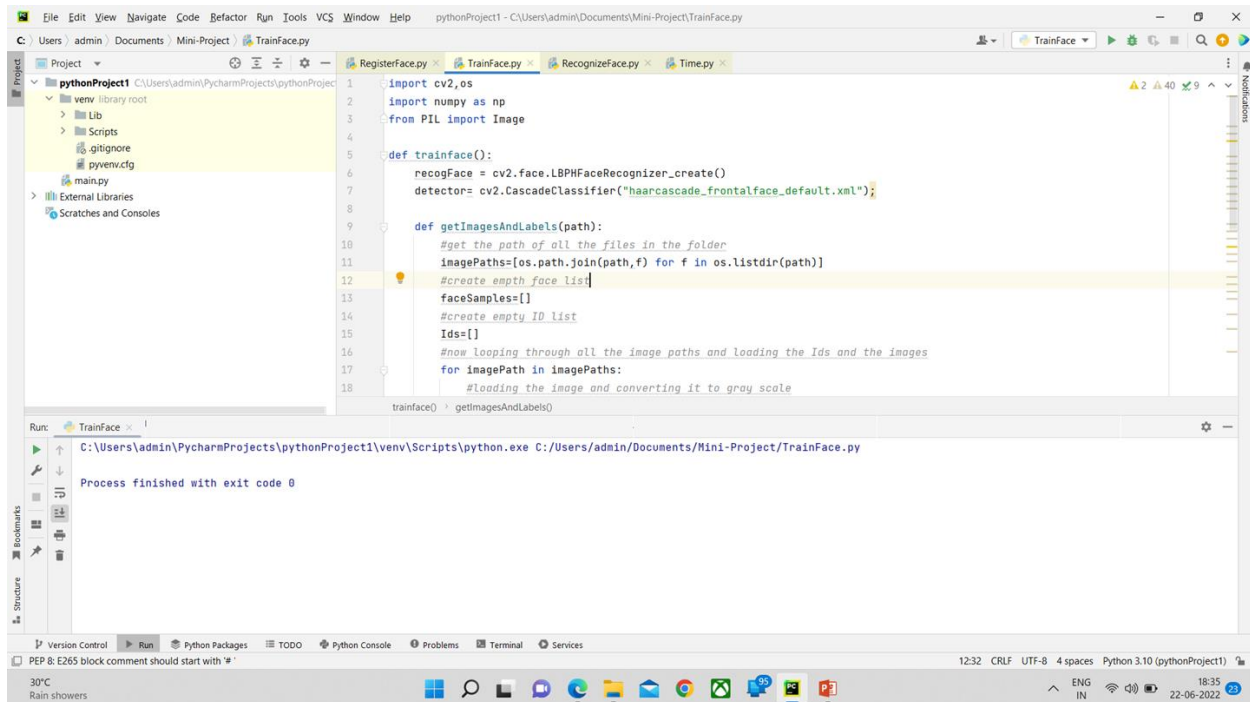 File Edit View Navigate Code Refactor Run Tools VCS Window Help pythonProject1 - C:\Users\admin\Documents\Mini-Project\TrainFace.py
C: Users admin Documents Mini-Project TrainFace.py TrainFace
Project RegisterFace.py TrainFace.py RecognizeFace.py Time.py
Project
Notifications
pythonProject1 C:\Users\admin\PycharmProjects\pythonProjec
venv library root
Lib
Scripts
.gitignore
pyvenv.cfg
main.py
External Libraries
Scratches and Consoles
2 40 9
1 import cv2,os
2 import numpy as np
3 from PIL import Image
4
5 def trainface():
6 recogFace = cv2.face.LBPHFaceRecognizer_create()
7 detector= cv2.CascadeClassifier("haarcascade_frontalface_default.xml");
8
9 def getImagesAndLabels(path):
10 #get the path of all the files in the folder
11 imagePaths=[os.path.join(path,f) for f in os.listdir(path)]
12 #create empth face list
13 faceSamples=[]
14 #create empty ID list
15 Ids=[]
16 #now looping through all the image paths and loading the Ids and the images
17 for imagePath in imagePaths:
18 #loading the image and converting it to gray scale
trainface() getImagesAndLabels()
Run: TrainFace
C:\Users\admin\PycharmProjects\pythonProject1\venv\Scripts\python.exe C:/Users/admin/Documents/Mini-Project/TrainFace.py
Process finished with exit code 0
Bookmarks
Structure
Version Control Run Python Packages TODO Python Console Problems Terminal Services
PEP 8: E265 block comment should start with '# ' 12:32 CRLF UTF-8 4 spaces Python 3.10 (pythonProject1)
30°C
Rain showers
95
PC
ENG
IN
18:35
22-06-2022
23